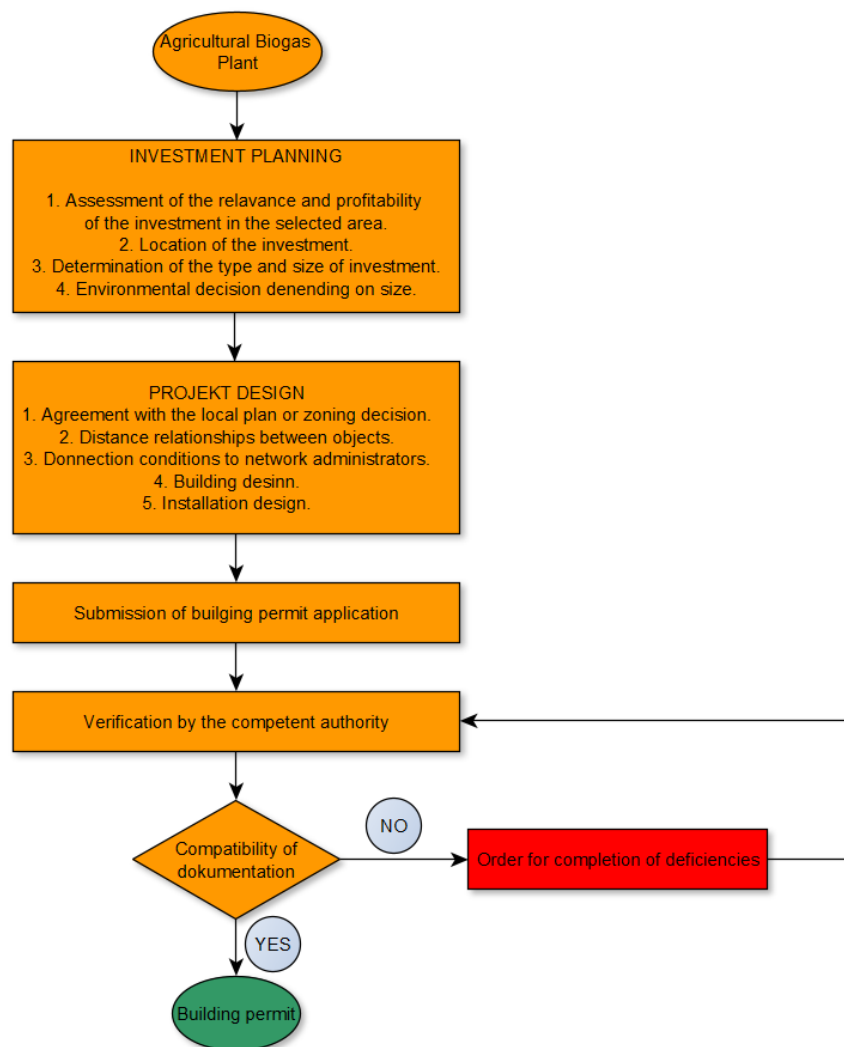 Agricultural Biogas
Plant
INVESTMENT PLANNING
1. Assessment of the relavance and profitability
of the investment in the selected area.
2. Location of the investment.
3. Determination of the type and size of investment.
4. Environmental decision denending on size.
PROJEKT DESIGN
1. Agreement with the local plan or zoning decision.
2. Distance relationships between objects.
3. Donnection conditions to network administrators.
4. Building desinn.
5. Installation design.
Submission of builging permit application
Verification by the competent authority
Compatibility of
dokumentation
NO
Order for completion of deficiencies
YES
Building permit